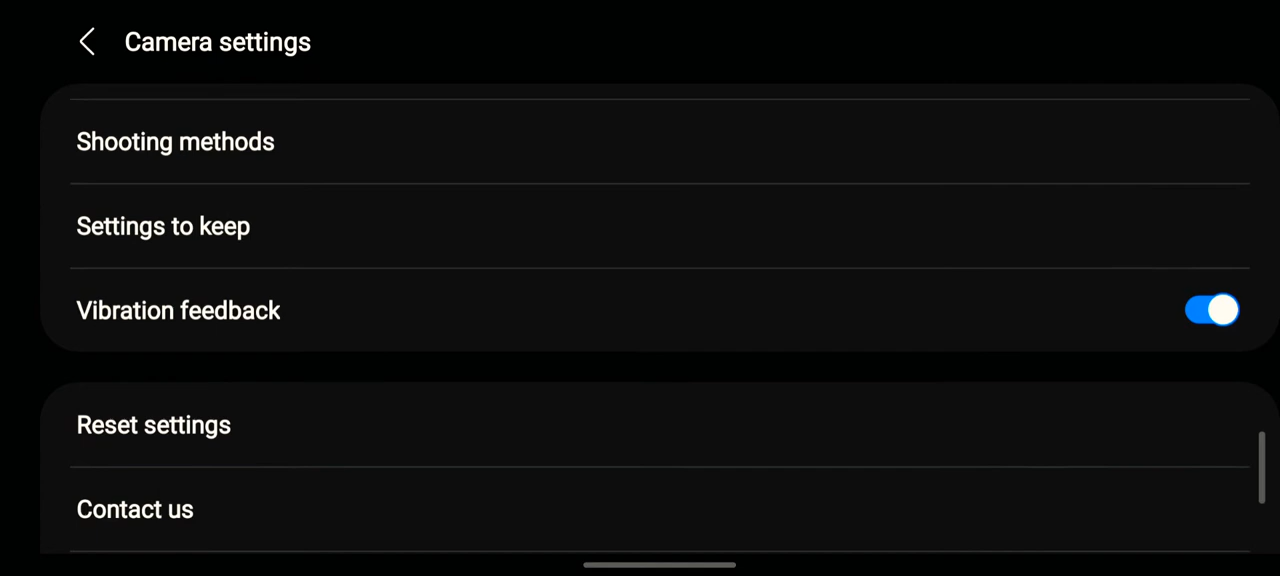 Camera settings
Shooting methods
Settings to keep
Vibration feedback
Reset settings
Contact us